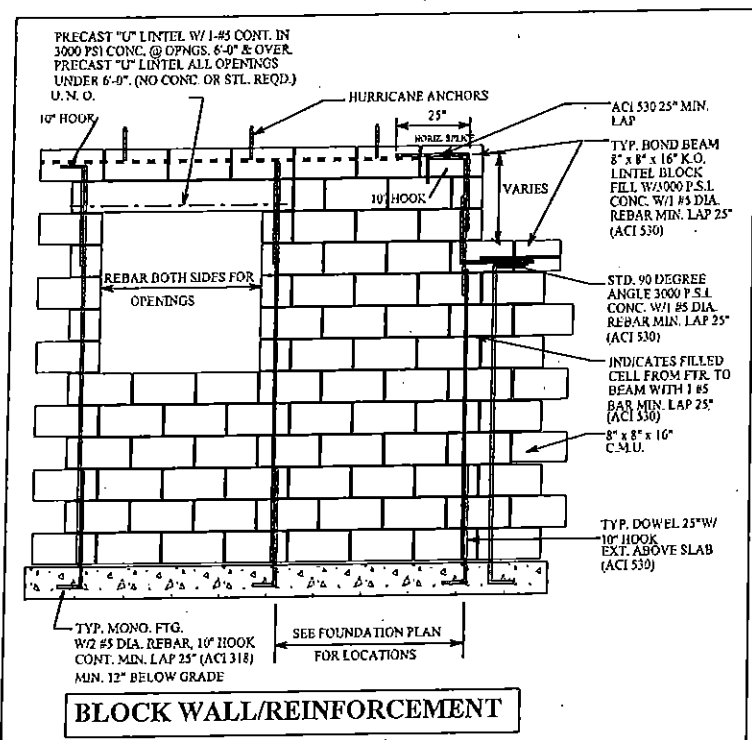 PRECAST "U" LINTEL W/ 1-#5 CONT. IN
3000 PSI CONC. @ OPNGS. 6'-0" & OVER.
PRECAST "U" LINTEL ALL OPENINGS
UNDER 6'-0". (NO CONC. OR STL. REQD.)
U. N. O.
10" HOOK
HURRICANE ANCHORS
25"
HORIZ. SPLICE
ACI 530 25" MIN.
LAP
TYP. BOND BEAM
8" x 8" x 16" K.O.
LINTEL BLOCK
FILL W/3000 P.S.I.
CONC. W/1 #5 DIA.
REBAR MIN. LAP 25"
(ACI 530)
10" HOOK
VARIES
REBAR BOTH SIDES FOR
OPENINGS
STD. 90 DEGREE
ANGLE 3000 P.S.I.
CONC. W/1 #5 DIA.
REBAR MIN. LAP 25"
(ACI 530)
INDICATES FILLED
CELL FROM FTR. TO
BEAM WITH 1 #5
BAR MIN. LAP 25"
(ACI 530)
8" x 8" x 16"
C.M.U.
TYP. DOWEL 25" W/
10" HOOK
EXT. ABOVE SLAB
(ACI 530)
TYP. MONO. FTG.
W/2 #5 DIA. REBAR, 10" HOOK
CONT. MIN. LAP 25" (ACI 318)
MIN. 12" BELOW GRADE
SEE FOUNDATION PLAN
FOR LOCATIONS
BLOCK WALL/REINFORCEMENT